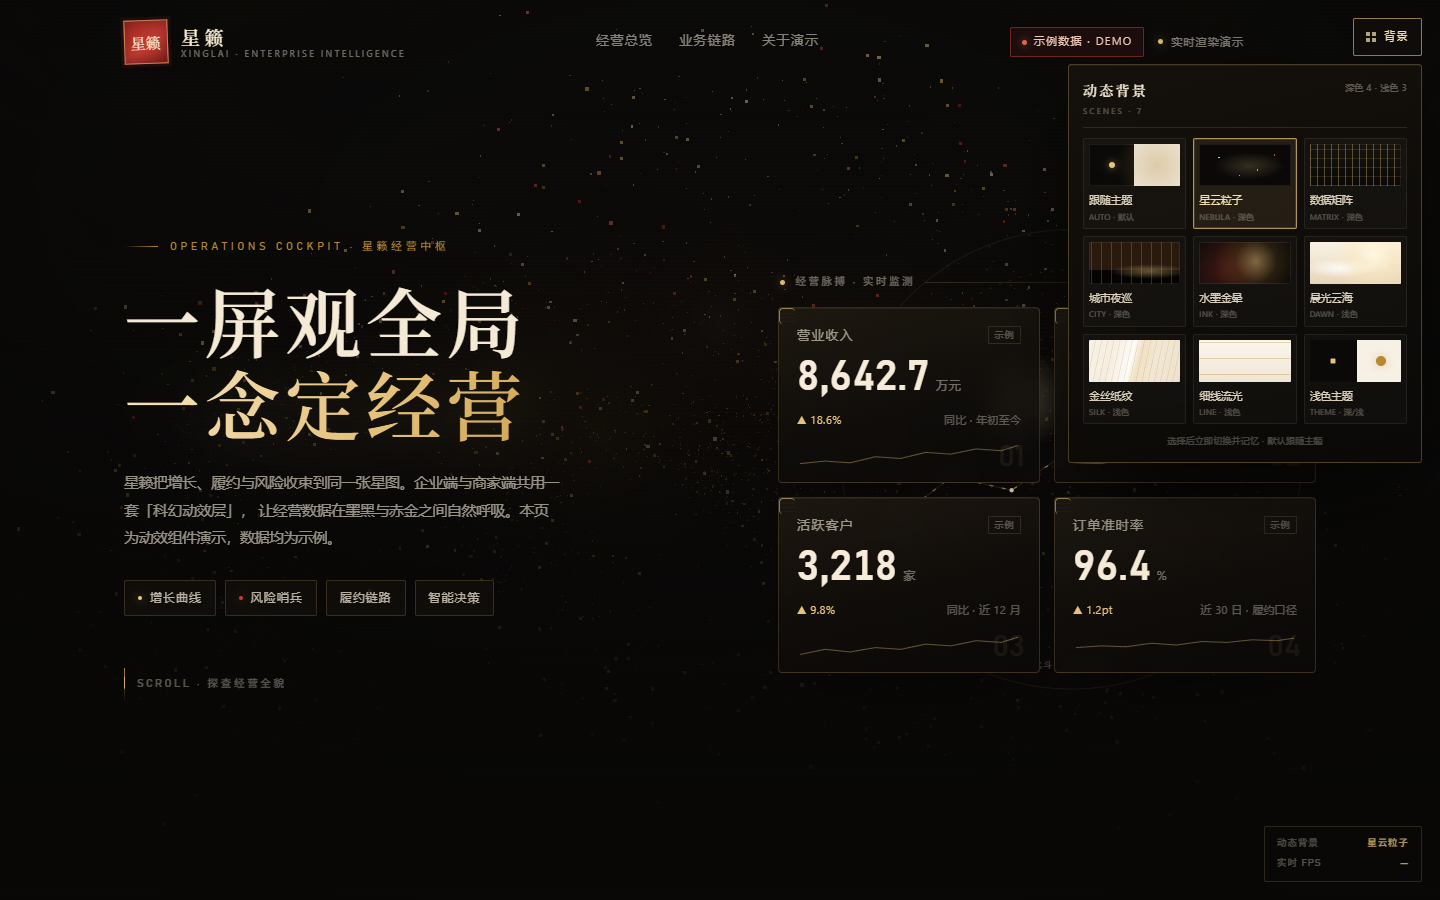 星籁
星籁
XINGLAI · ENTERPRISE INTELLIGENCE
经营总览
业务链路
关于演示
示例数据 · DEMO
实时渲染演示
背景
动态背景
深色 4 · 浅色 3
SCENES · 7
跟随主题
AUTO · 默认
星云粒子
NEBULA · 深色
数据矩阵
MATRIX · 深色
城市夜巡
CITY · 深色
水墨金晕
INK · 深色
晨光云海
DAWN · 浅色
金丝纸纹
SILK · 浅色
细线流光
LINE · 浅色
浅色主题
THEME · 深/浅
选择后立即切换并记忆 · 默认跟随主题
OPERATIONS COCKPIT · 星籁经营中枢
一屏观全局
一念定经营
星籁把增长、履约与风险收束到同一张星图。企业端与商家端共用一
套「科幻动效层」，让经营数据在墨黑与赤金之间自然呼吸。本页
为动效组件演示，数据均为示例。
增长曲线
风险哨兵
履约链路
智能决策
SCROLL · 探查经营全貌
经营脉搏 · 实时监测
营业收入
示例
8,642.7 万元
▲ 18.6%
同比 · 年初至今
01
活跃客户
示例
3,218 家
▲ 9.8%
同比 · 近 12 月
03
订单准时率
示例
96.4 %
▲ 1.2pt
近 30 日 · 履约口径
04
动态背景
星云粒子
实时 FPS
—